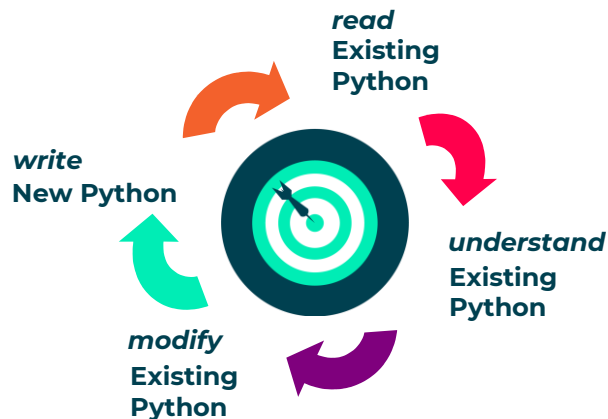 read
Existing
Python
understand
Existing
Python
modify
Existing
Python
write
New Python